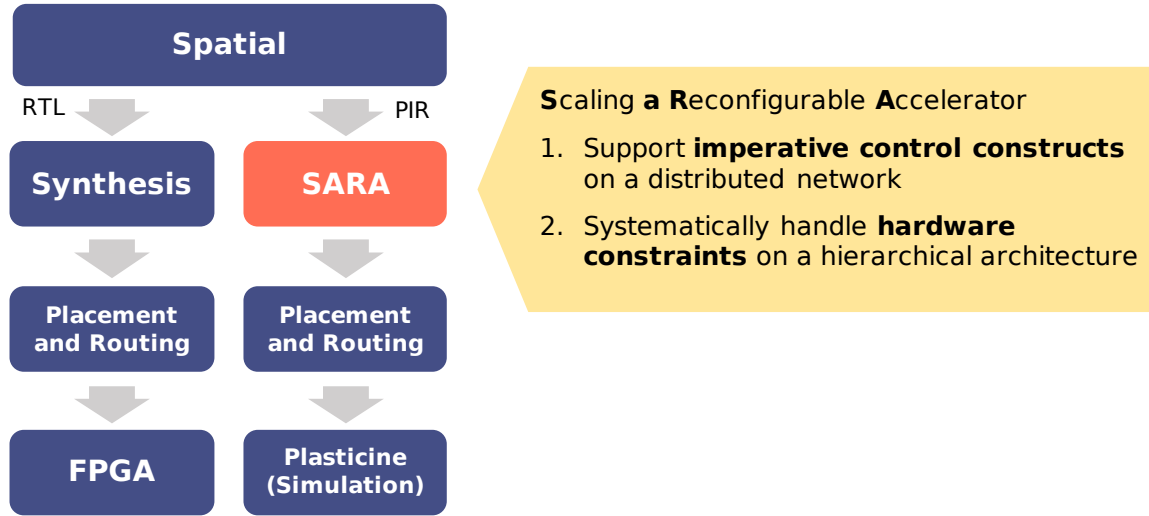 Spatial
RTL
PIR
Synthesis
SARA
Placement
and Routing
Placement
and Routing
FPGA
Plasticine
(Simulation)
Scaling a Reconfigurable Accelerator
1. Support imperative control constructs
on a distributed network
2. Systematically handle hardware
constraints on a hierarchical architecture